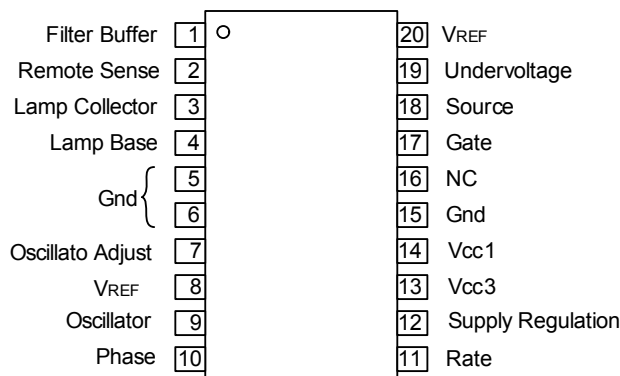 Filter Buffer 1 20 VREF
Remote Sense 2 19 Undervoltage
Lamp Collector 3 18 Source
Lamp Base 4 17 Gate
Gnd 5 16 NC
6 15 Gnd
Oscillato Adjust 7 14 Vcc1
VREF 8 13 Vcc3
Oscillator 9 12 Supply Regulation
Phase 10 11 Rate